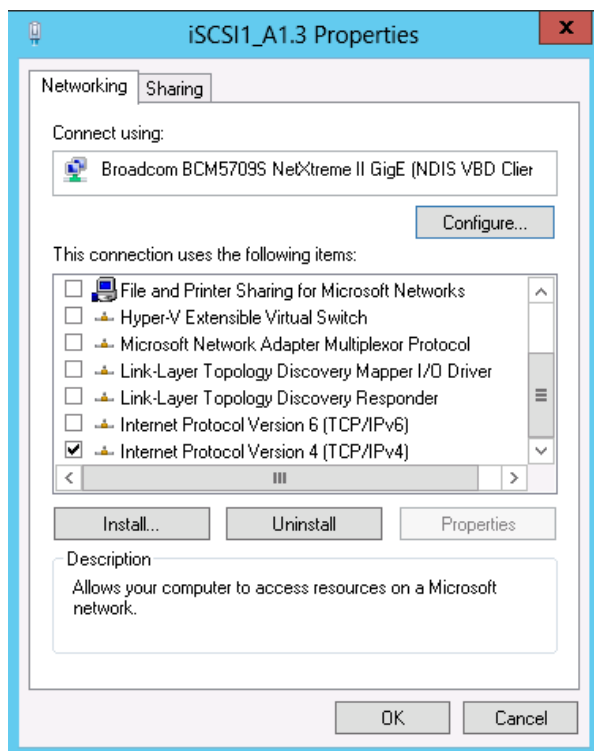 iSCSI1_A1.3 Properties
x
Networking
Sharing
Connect using:
Broadcom BCM5709S NetXtreme II GigE (NDIS VBD Clier
Configure...
This connection uses the following items:
File and Printer Sharing for Microsoft Networks
Hyper-V Extensible Virtual Switch
Microsoft Network Adapter Multiplexor Protocol
Link-Layer Topology Discovery Mapper I/O Driver
Link-Layer Topology Discovery Responder
Internet Protocol Version 6 (TCP/IPv6)
Internet Protocol Version 4 (TCP/IPv4)
Install...
Uninstall
Properties
Description
Allows your computer to access resources on a Microsoft
network.
OK
Cancel